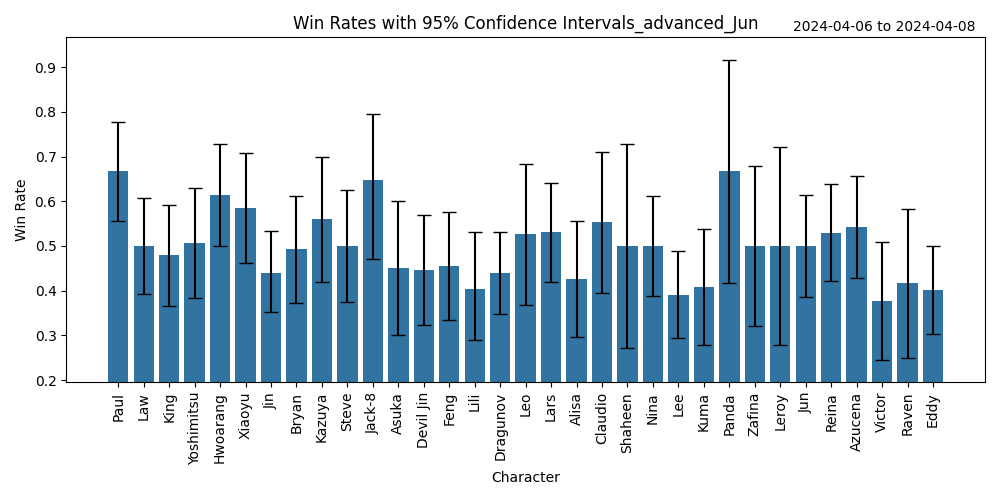 Win Rates with 95% Confidence Intervals_advanced_Jun
2024-04-06 to 2024-04-08
Win Rate
0.9
0.8
0.7
0.6
0.5
0.4
0.3
0.2
Paul
Law
King
Yoshimitsu
Hwoarang
Xiaoyu
Jin
Bryan
Kazuya
Steve
Jack-8
Asuka
Devil Jin
Feng
Lili
Dragunov
Leo
Lars
Alisa
Claudio
Shaheen
Nina
Lee
Kuma
Panda
Zafina
Leroy
Jun
Reina
Azucena
Victor
Raven
Eddy
Character